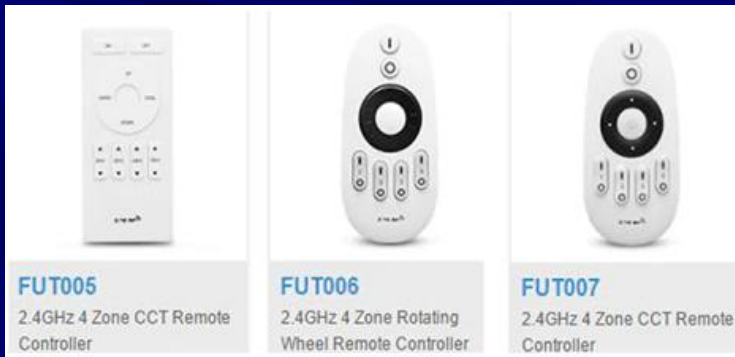 FUT005
2.4GHz 4 Zone CCT Remote
Controller
FUT006
2.4GHz 4 Zone Rotating
Wheel Remote Controller
FUT007
2.4GHz 4 Zone CCT Remote
Controller